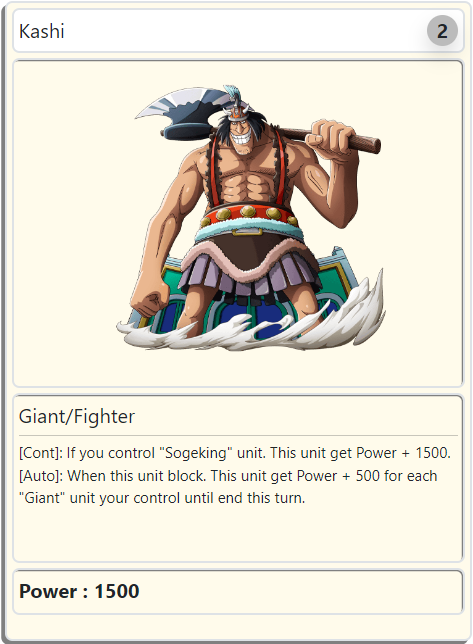 Kashi
2
Giant/Fighter
[Cont]: If you control "Sogeking" unit. This unit get Power + 1500.
[Auto]: When this unit block. This unit get Power + 500 for each
"Giant" unit your control until end this turn.
Power : 1500